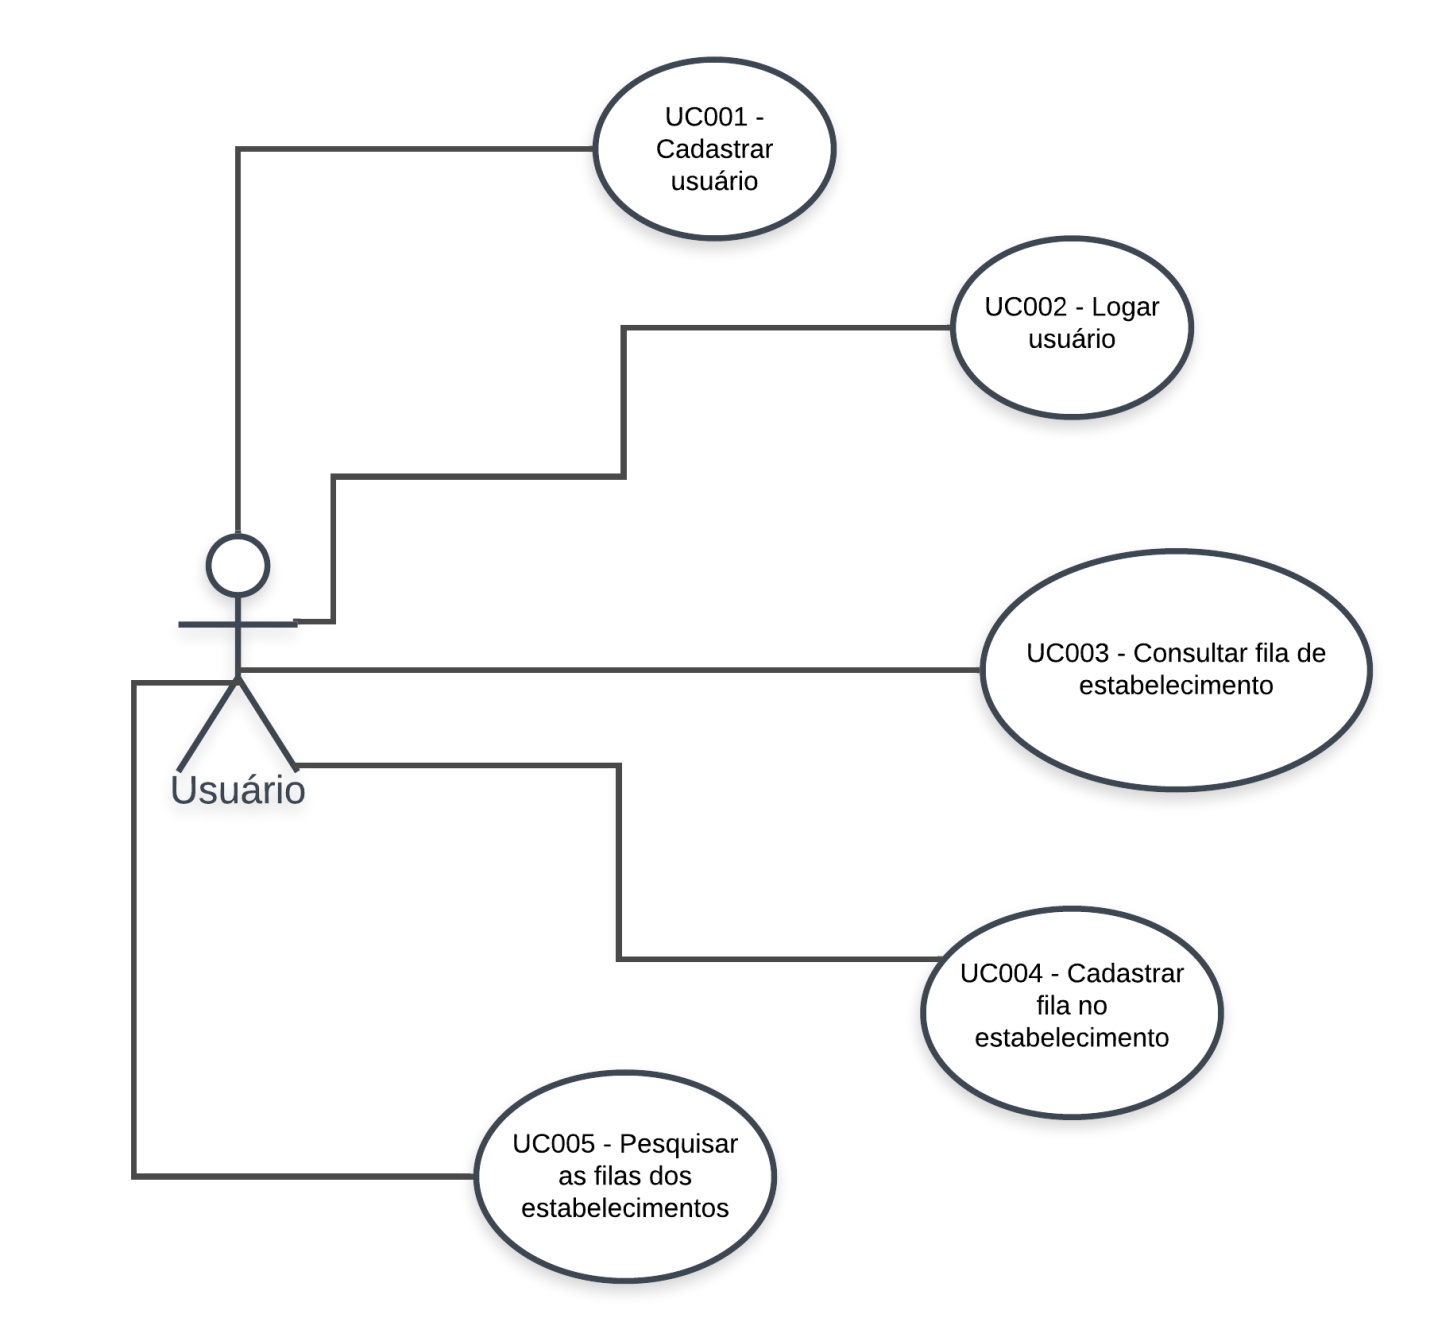 UC001 -
Cadastrar
usuário
UC002 - Logar
usuário
UC003 - Consultar fila de
estabelecimento
Usuário
UC004 - Cadastrar
fila no
estabelecimento
UC005 - Pesquisar
as filas dos
estabelecimentos